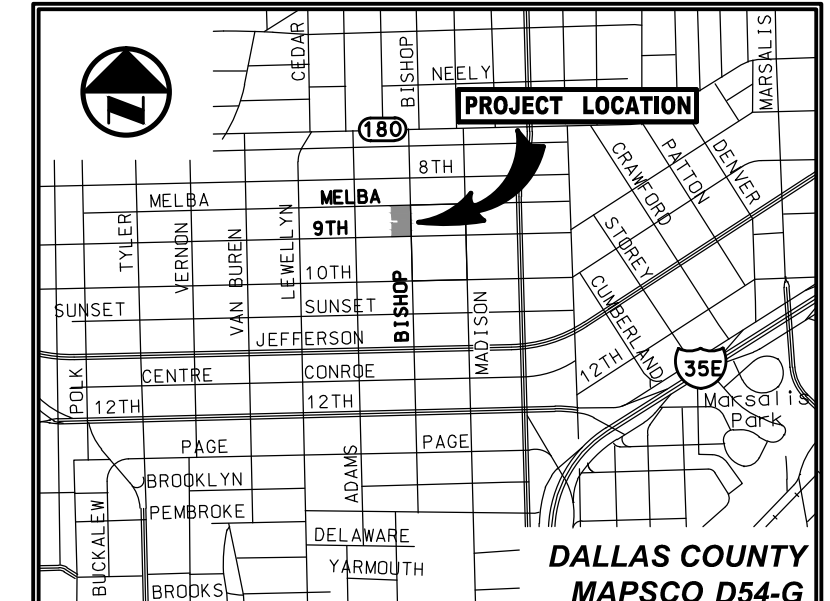 CEDAR
BISHOP
NEELY
MARSALIS
N
PROJECT LOCATION
180
8TH
CRAWFORD
PATTON
DENVER
MELBA
MELBA
TYLER
VERNON
VAN BUREN
LEWELLYN
9TH
STOREY
10TH
CUMBERLAND
SUNSET
SUNSET
BISHOP
MADISON
JEFFERSON
12TH
35E
POLK
CENTRE
CONROE
Marsalis
Park
12TH
12TH
PAGE
ADAMS
PAGE
BROOKLYN
PEMBROKE
BUCKALEW
DELAWARE
YARMOUTH
BROOKS
DALLAS COUNTY
MAPSCO D54-G